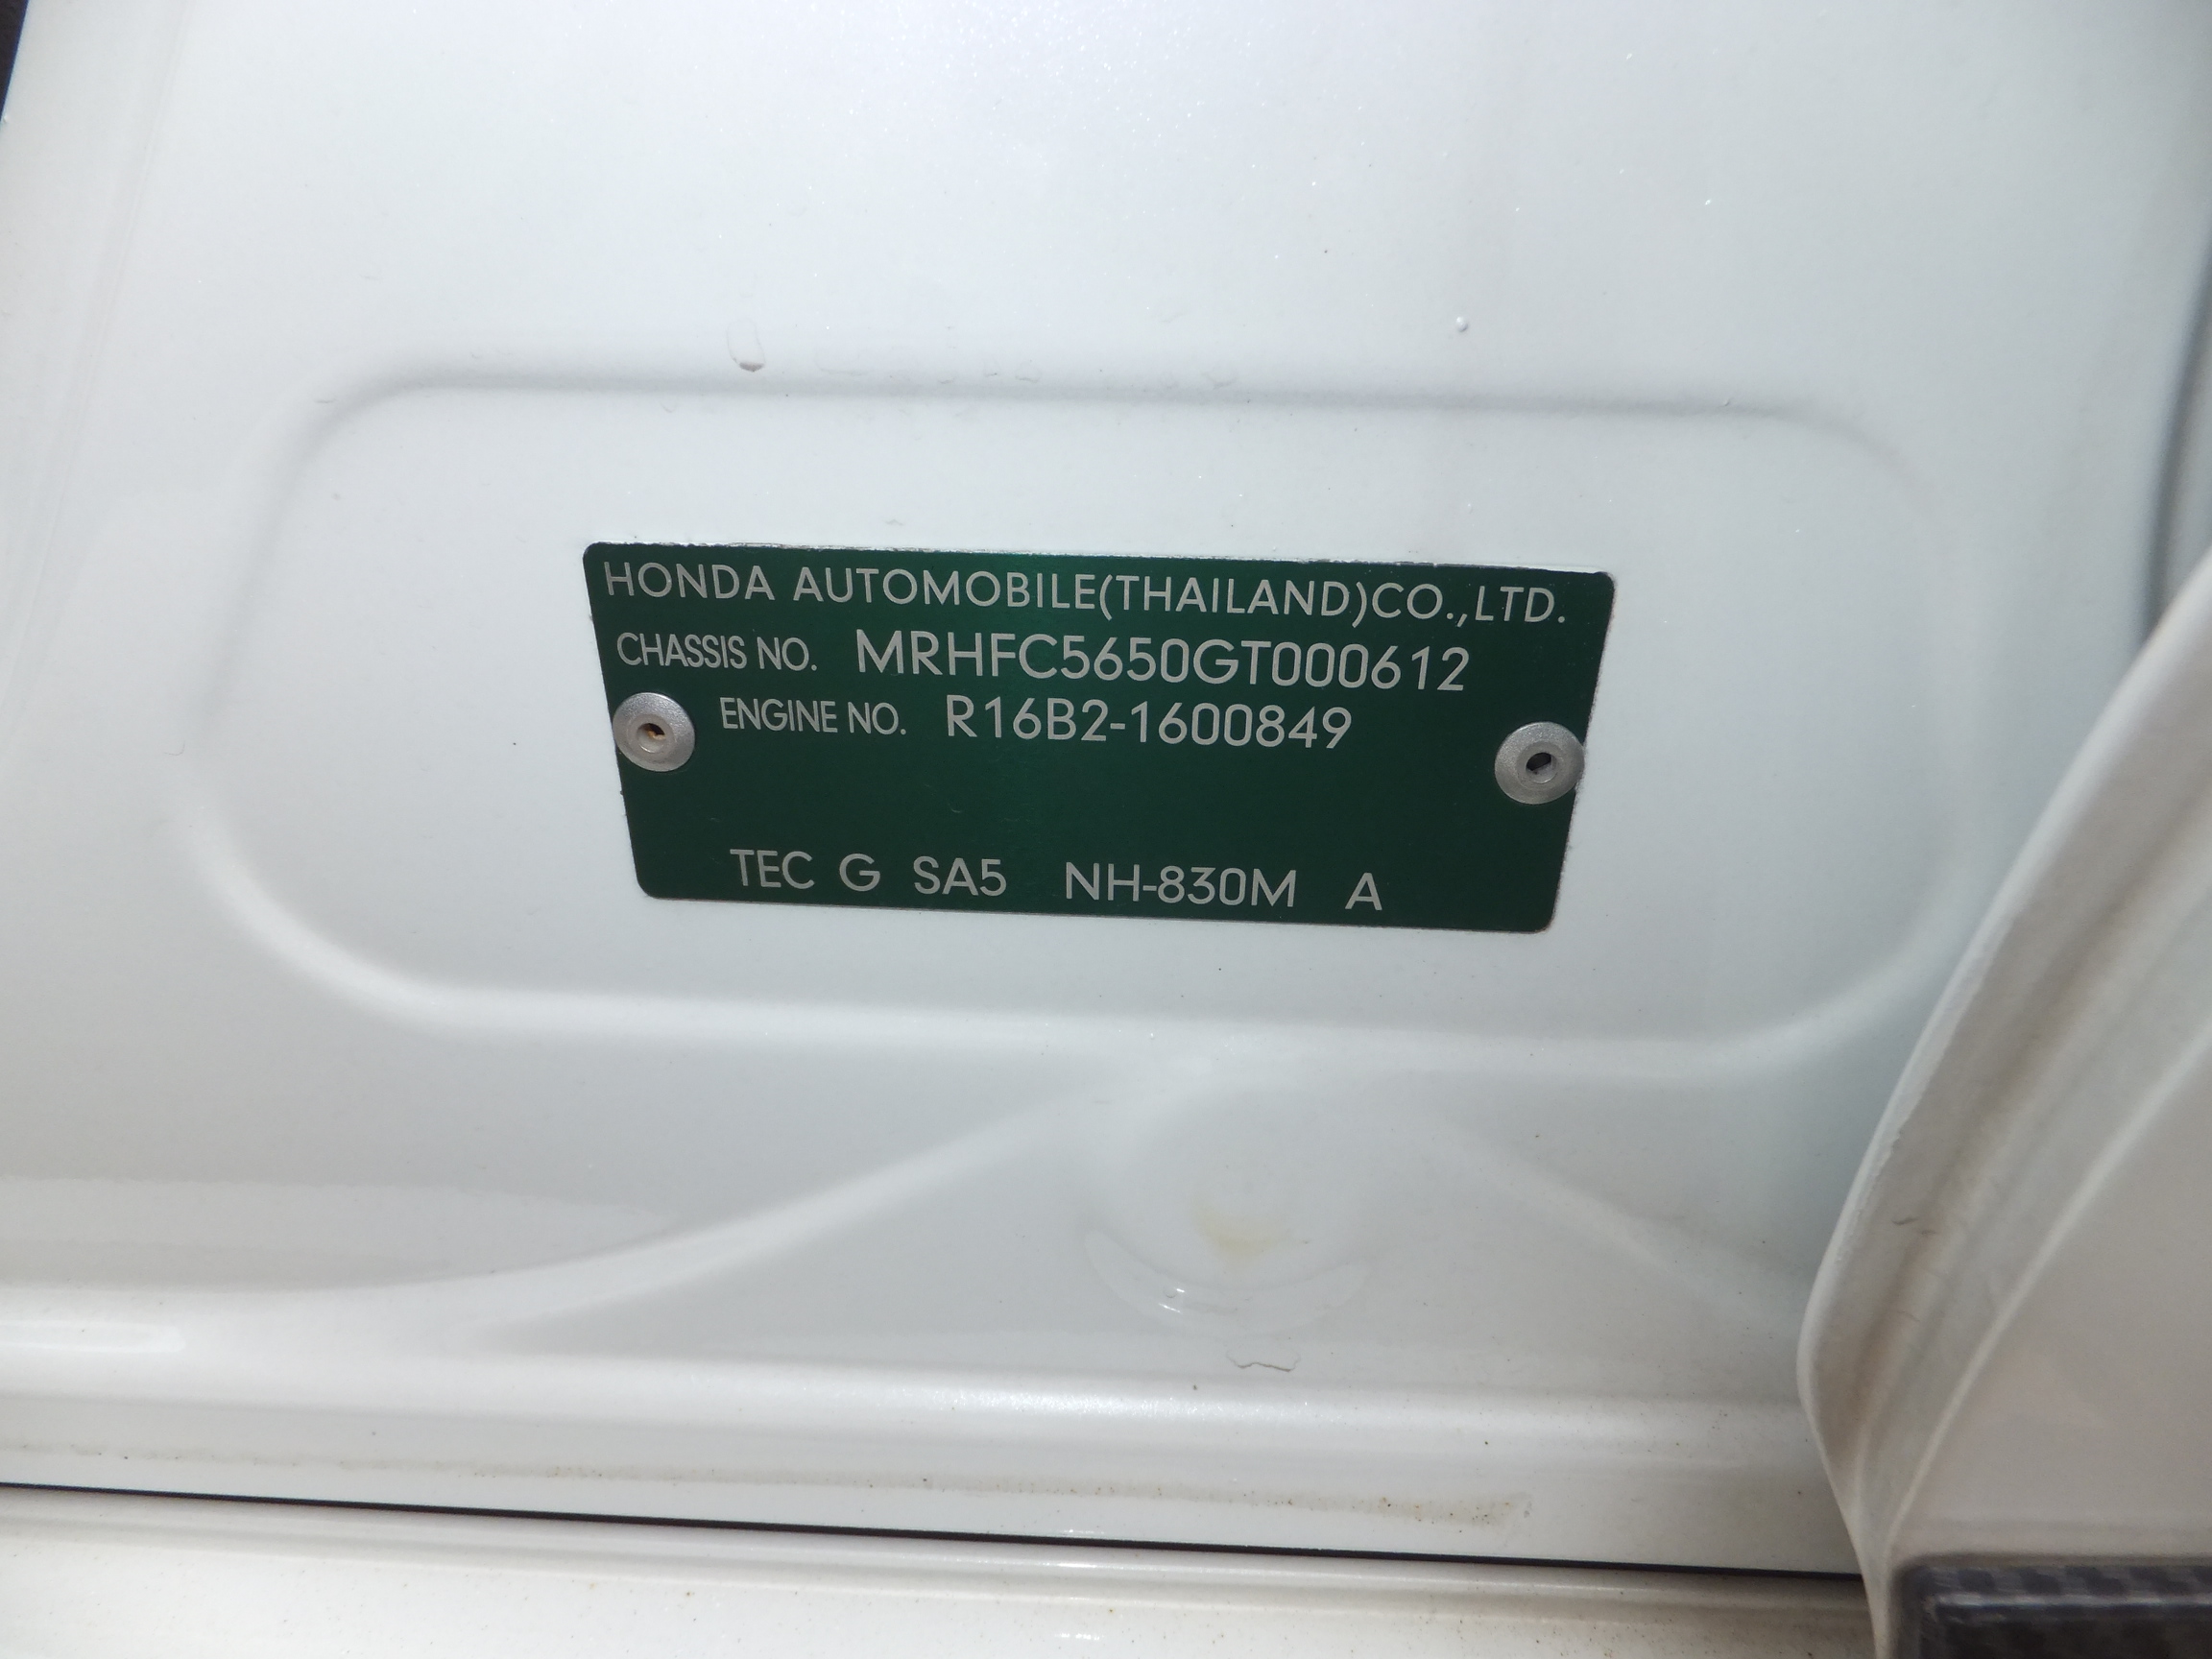 HONDA AUTOMOBILE(THAILAND)CO.,LTD.
CHASSIS NO. MRHFC5650GT000612
ENGINE NO. R16B2-1600849
TEC G SA5 NH-830M A